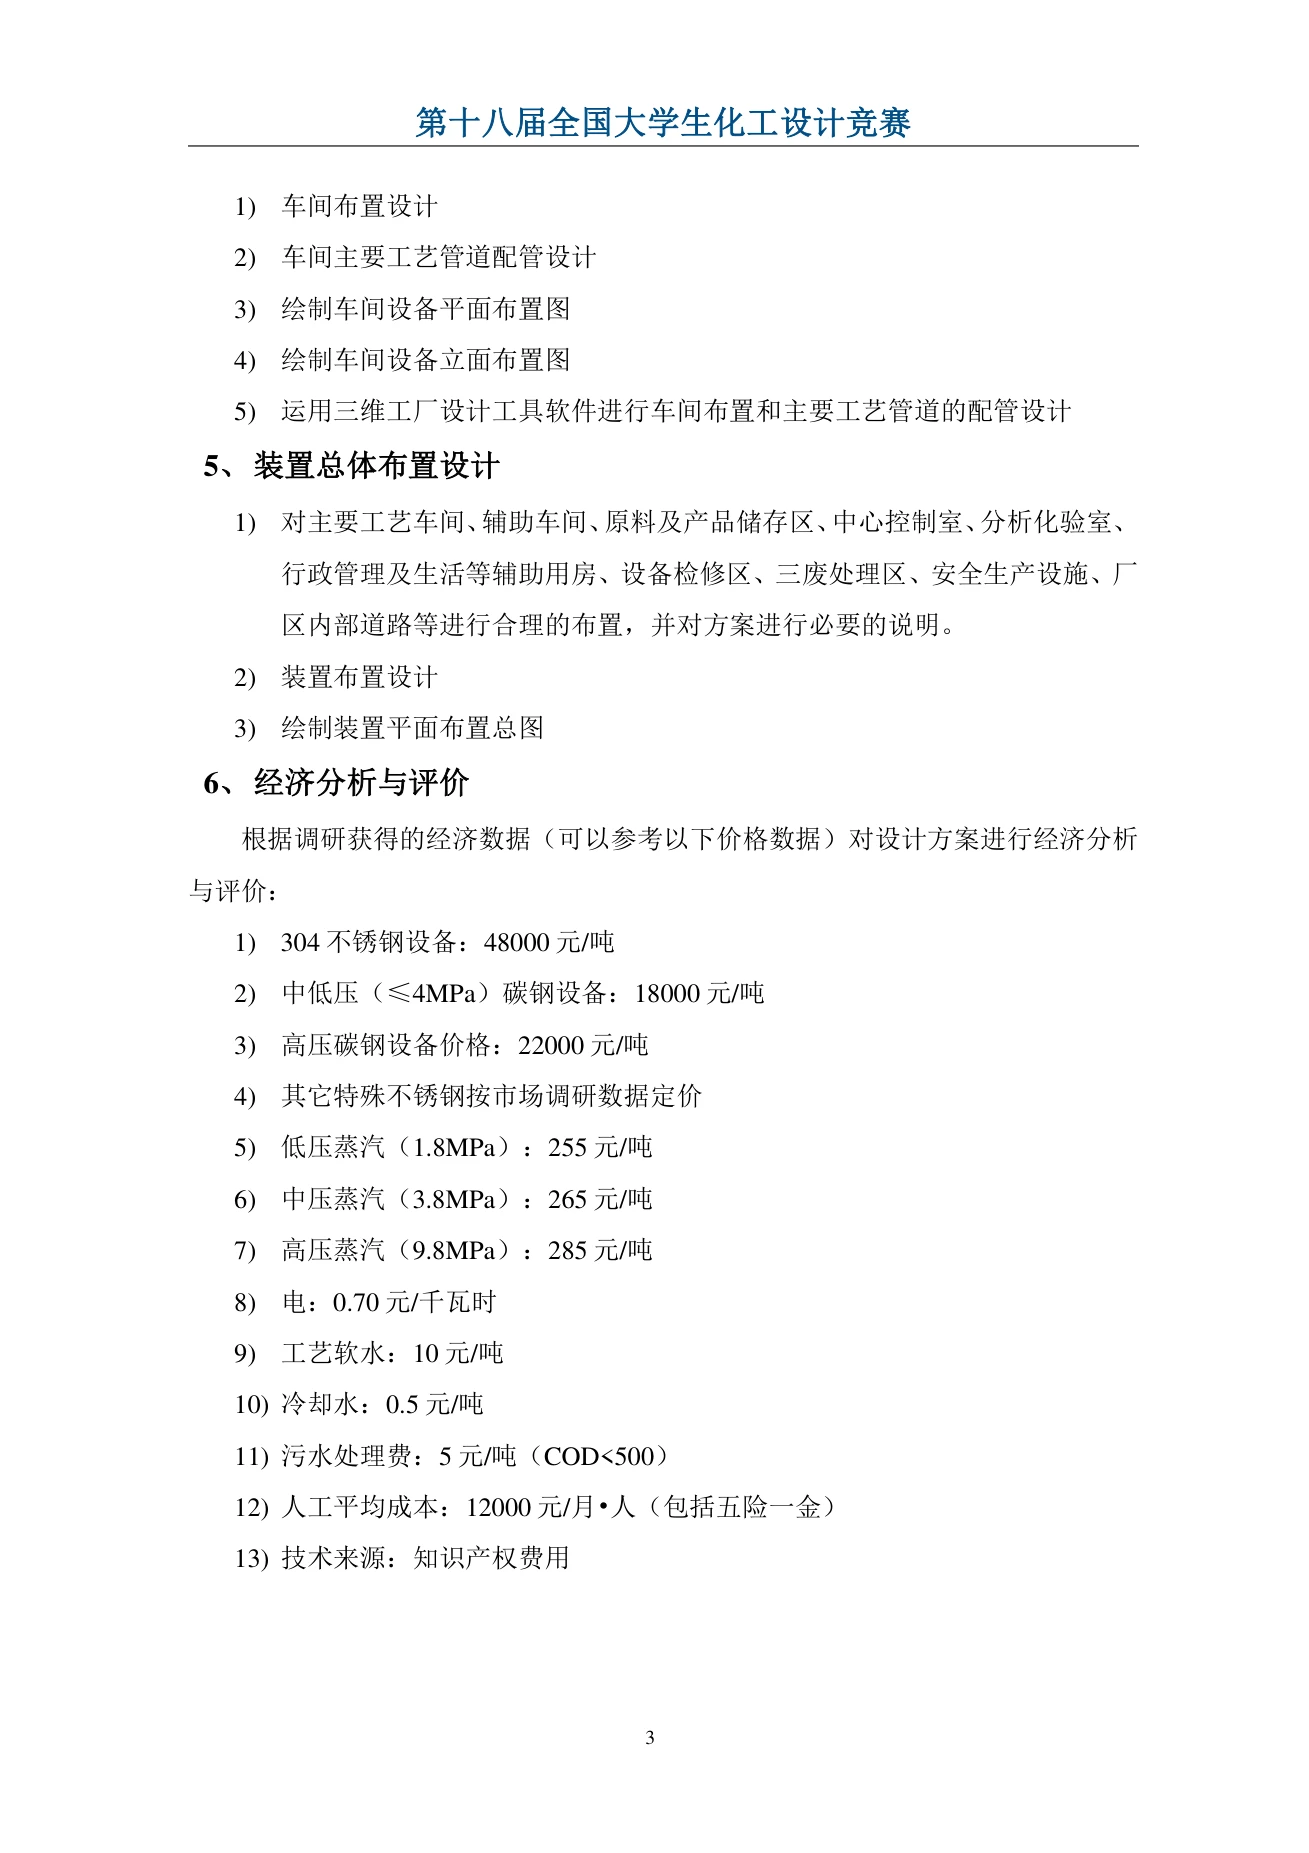 第十八届全国大学生化工设计竞赛
1) 车间布置设计
2) 车间主要工艺管道配管设计
3) 绘制车间设备平面布置图
4) 绘制车间设备立面布置图
5) 运用三维工厂设计工具软件进行车间布置和主要工艺管道的配管设计
5、装置总体布置设计
1) 对主要工艺车间、辅助车间、原料及产品储存区、中心控制室、分析化验室、
行政管理及生活等辅助用房、设备检修区、三废处理区、安全生产设施、厂
区内部道路等进行合理的布置，并对方案进行必要的说明。
2) 装置布置设计
3) 绘制装置平面布置总图
6、经济分析与评价
根据调研获得的经济数据（可以参考以下价格数据）对设计方案进行经济分析
与评价：
1) 304 不锈钢设备：48000 元/吨
2) 中低压（≤4MPa）碳钢设备：18000 元/吨
3) 高压碳钢设备价格：22000 元/吨
4) 其它特殊不锈钢按市场调研数据定价
5) 低压蒸汽（1.8MPa）：255 元/吨
6) 中压蒸汽（3.8MPa）：265 元/吨
7) 高压蒸汽（9.8MPa）：285 元/吨
8) 电：0.70 元/千瓦时
9) 工艺软水：10 元/吨
10) 冷却水：0.5 元/吨
11) 污水处理费：5 元/吨（COD<500）
12) 人工平均成本：12000 元/月•人（包括五险一金）
13) 技术来源：知识产权费用
3